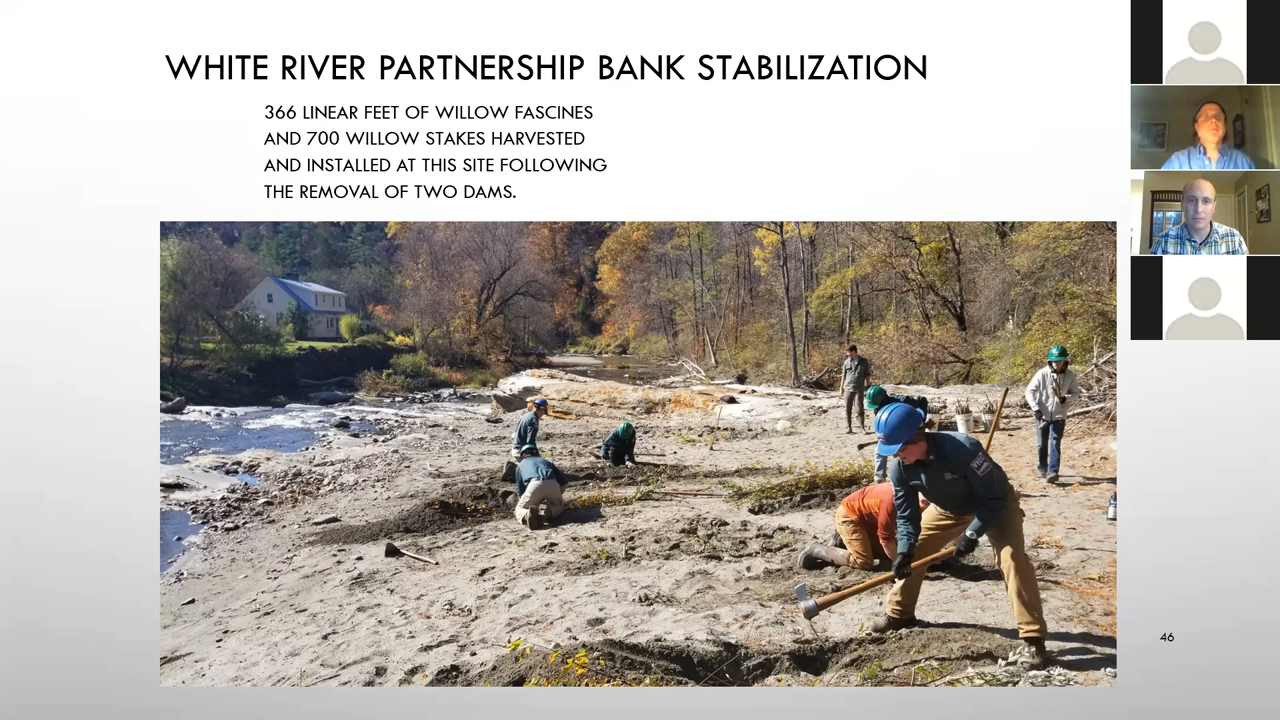 WHITE RIVER PARTNERSHIP BANK STABILIZATION
366 LINEAR FEET OF WILLOW FASCINES
AND 700 WILLOW STAKES HARVESTED
AND INSTALLED AT THIS SITE FOLLOWING
THE REMOVAL OF TWO DAMS.
46